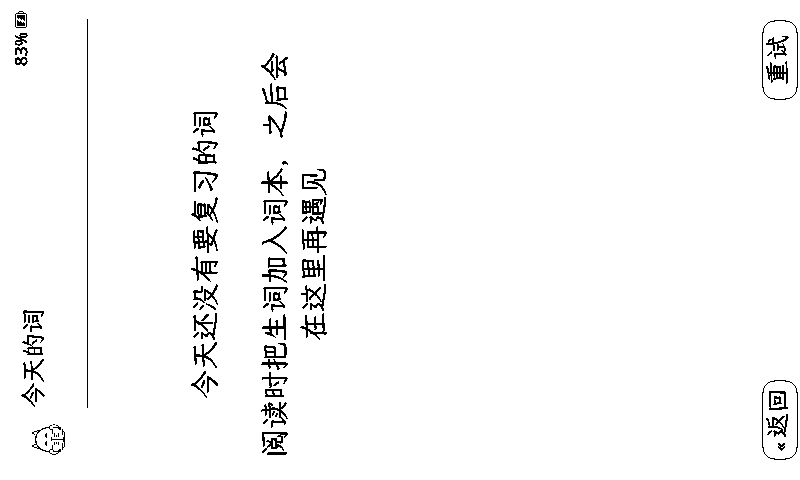 83%
今天的词
今天还没有要复习的词
阅读时把生词加入词本，之后会
在这里再遇见
« 返回
重试